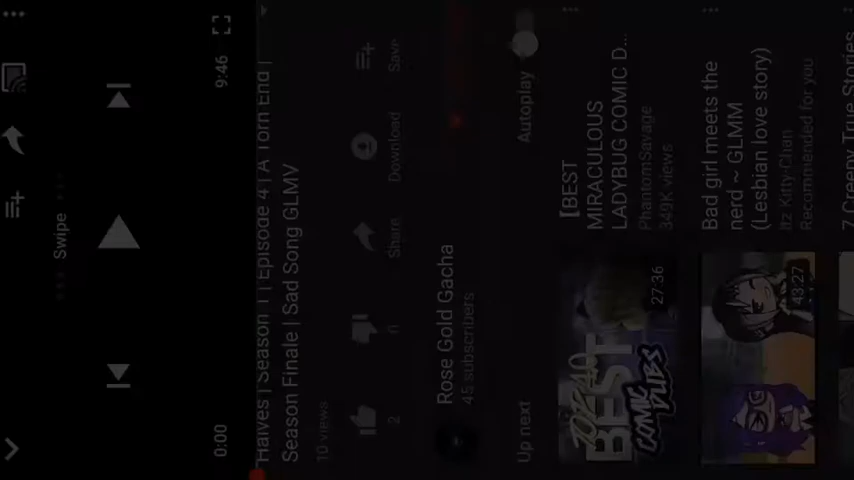 Swipe
0:00
9:46
Halves | Season 1 | Episode 4 | A Torn End |
Season Finale | Sad Song GLMV
10 views
2
0
Share
Download
Save
Rose Gold Gacha
45 subscribers
Up next
Autoplay
27:36
BEST
COMIC
DUBS
[BEST
MIRACULOUS
LADYBUG COMIC D...
PhantomSavage
349K views
43:27
Bad girl meets the
nerd ~ GLMM
(Lesbian love story)
Itz Kitty-Chan
Recommended for you
7 Creepy True Stories